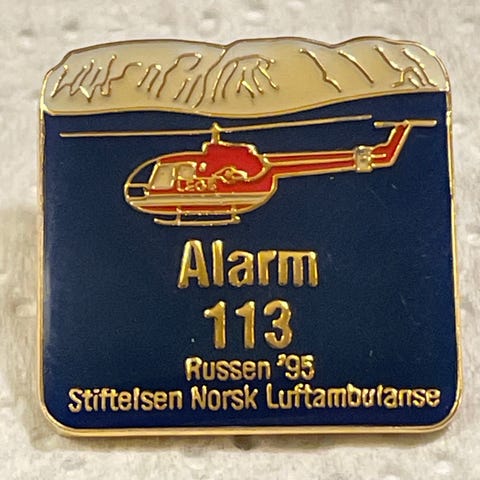 Alarm
113
Russen '95
Stiftelsen Norsk Luftambulanse